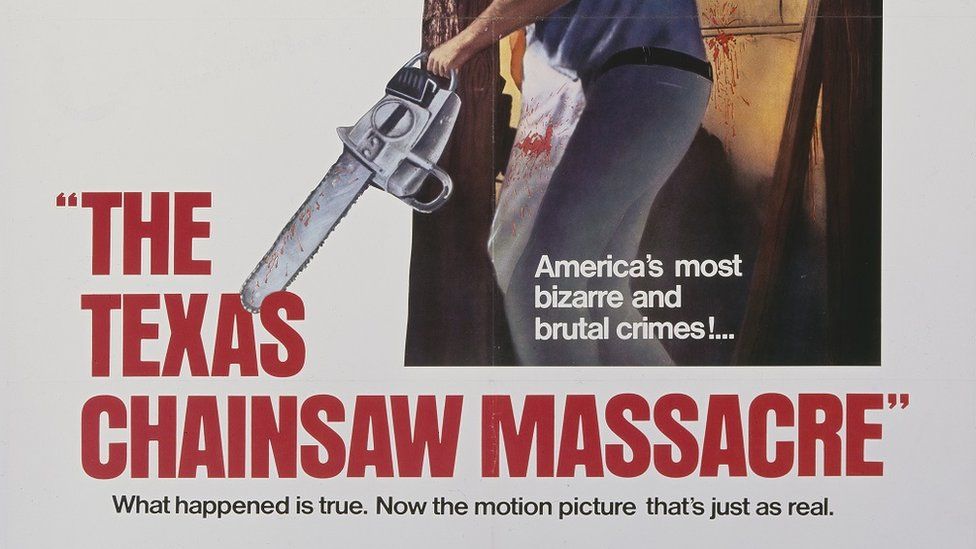 America's most
bizarre and
brutal crimes!...
"THE
TEXAS
CHAINSAW MASSACRE"
What happened is true. Now the motion picture that's just as real.